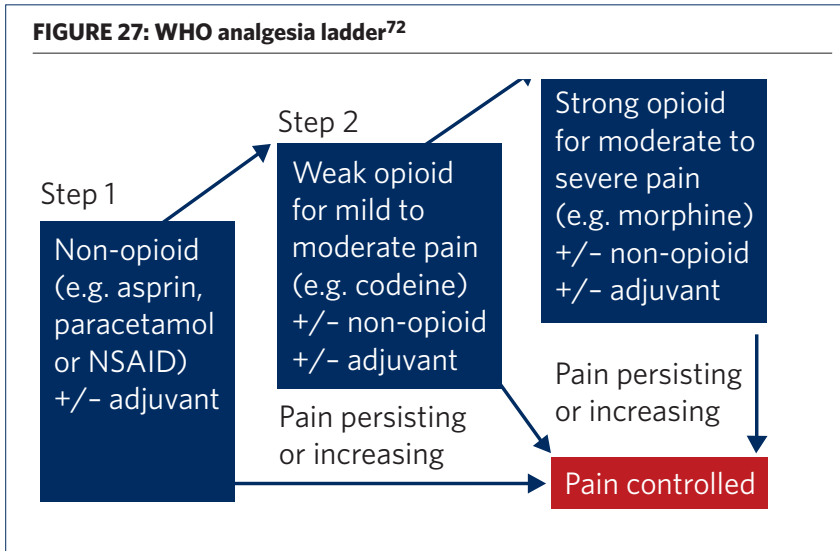 FIGURE 27: WHO analgesia ladder72
Step 1
Non-opioid
(e.g. asprin,
paracetamol
or NSAID)
+/– adjuvant
Step 2
Weak opioid
for mild to
moderate pain
(e.g. codeine)
+/– non-opioid
+/– adjuvant
Strong opioid
for moderate to
severe pain
(e.g. morphine)
+/– non-opioid
+/– adjuvant
Pain persisting
or increasing
Pain persisting
or increasing
Pain controlled